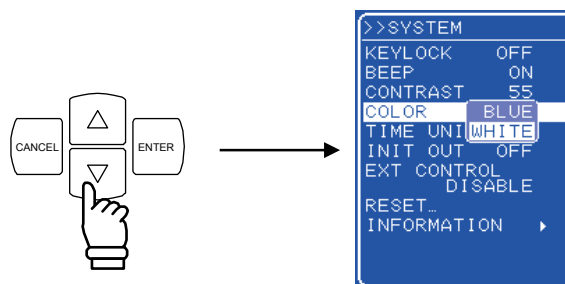 CANCEL
ENTER
>>SYSTEM
KEYLOCK OFF
BEEP ON
CONTRAST 55
COLOR BLUE
TIME UNI WHITE
INIT OUT OFF
EXT CONTROL
DISABLE
RESET…
INFORMATION